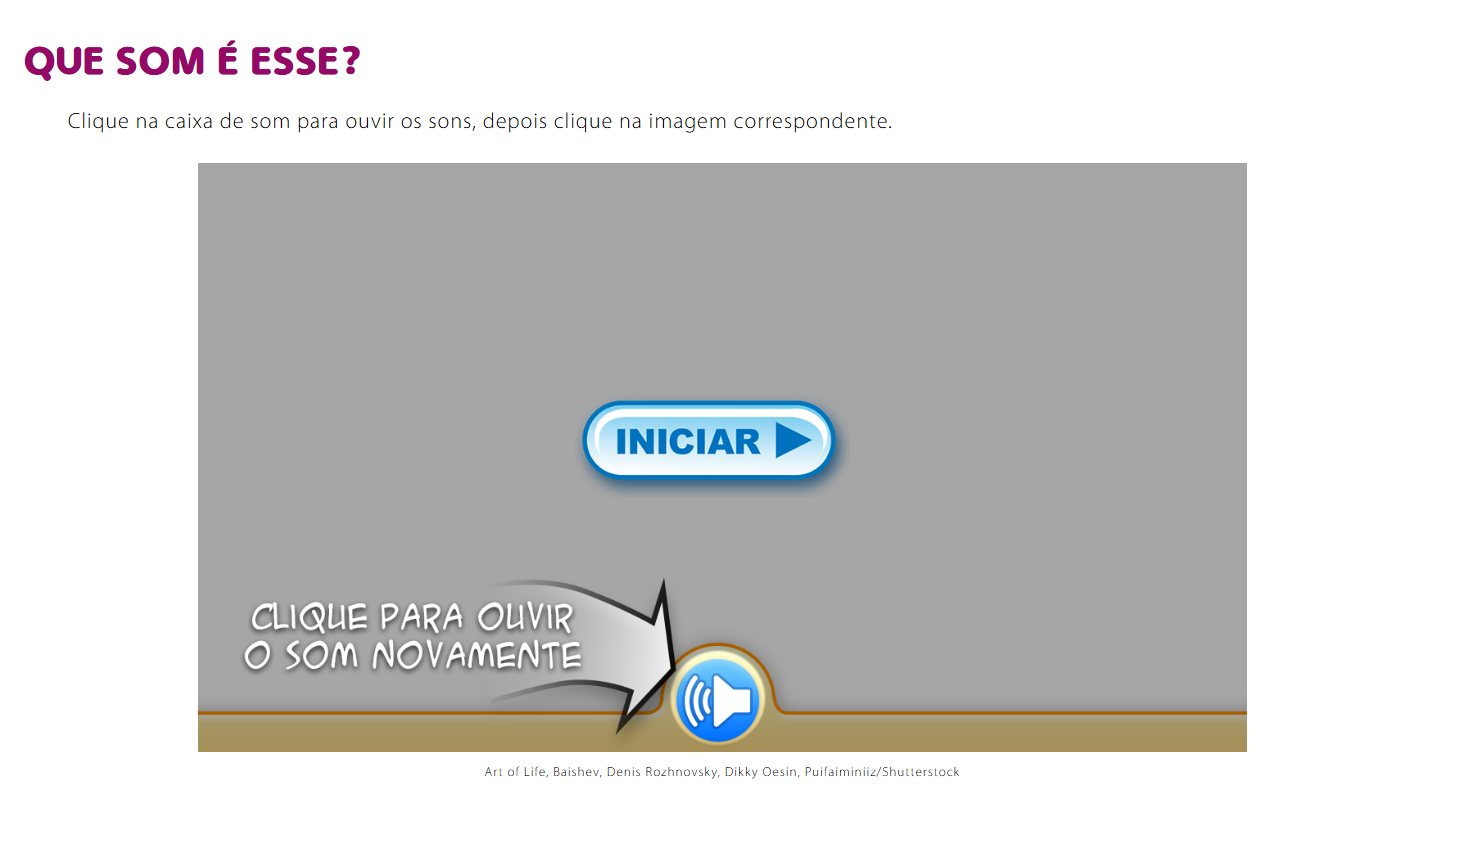 QUE SOM É ESSE?
Clique na caixa de som para ouvir os sons, depois clique na imagem correspondente.
INICIAR
CLIQUE PARA OUVIR
O SOM NOVAMENTE
Art of Life, Baishev, Denis Rozhnovsky, Dikky Oesin, Puifaiminiiz/Shutterstock